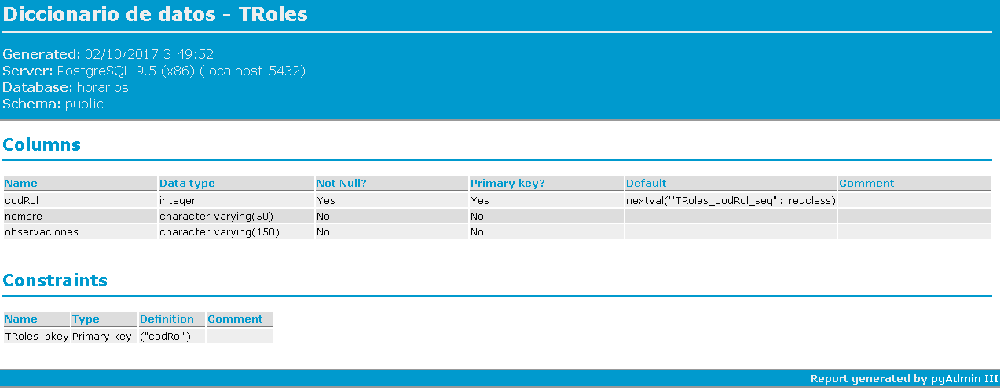 Diccionario de datos - TRoles
Generated: 02/10/2017 3:49:52
Server: PostgreSQL 9.5 (x86) (localhost:5432)
Database: horarios
Schema: public
Columns
Name Data type Not Null? Primary key? Default Comment
codRol integer Yes Yes nextval('"TRoles_codRol_seq"'::regclass)
nombre character varying(50) No No
observaciones character varying(150) No No
Constraints
Name Type Definition Comment
TRoles_pkey Primary key ("codRol")
Report generated by pgAdmin III